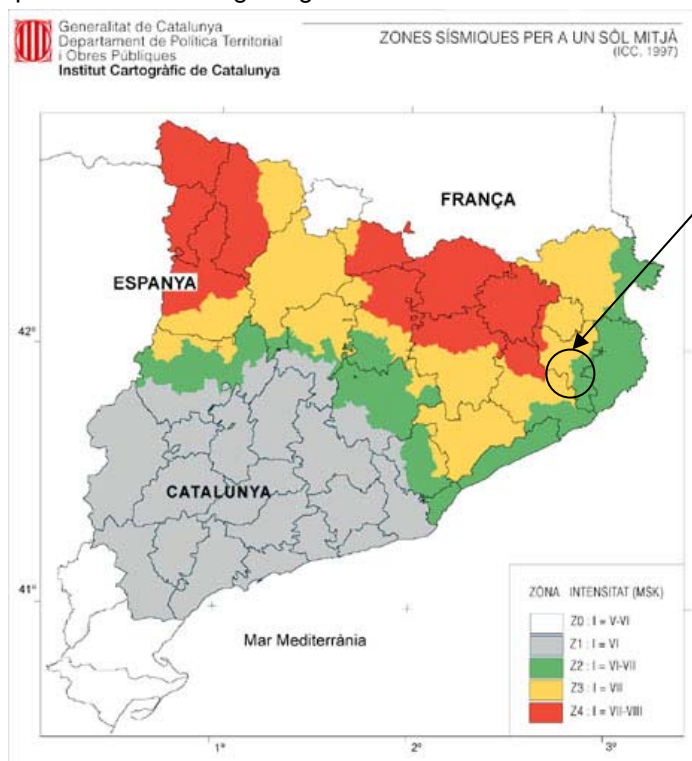 Generalitat de Catalunya
Departament de Política Territorial
i Obres Públiques
Institut Cartogràfic de Catalunya
ZONES SÍSMIQUES PER A UN SÒL MITJÀ
(ICC, 1997)
FRANÇA
ESPANYA
42°
CATALUNYA
41°
Mar Mediterrània
ZONA INTENSITAT (MSK)
Z0 : I = V-VI
Z1 : I = VI
Z2 : I = VI-VII
Z3 : I = VII
Z4 : I = VII-VIII
1° 2° 3°